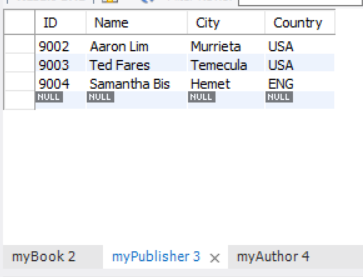 ID Name City Country
9002 Aaron Lim Murrieta USA
9003 Ted Fares Temecula USA
9004 Samantha Bis Hemet ENG
NULL NULL NULL NULL
myBook 2 myPublisher 3 myAuthor 4